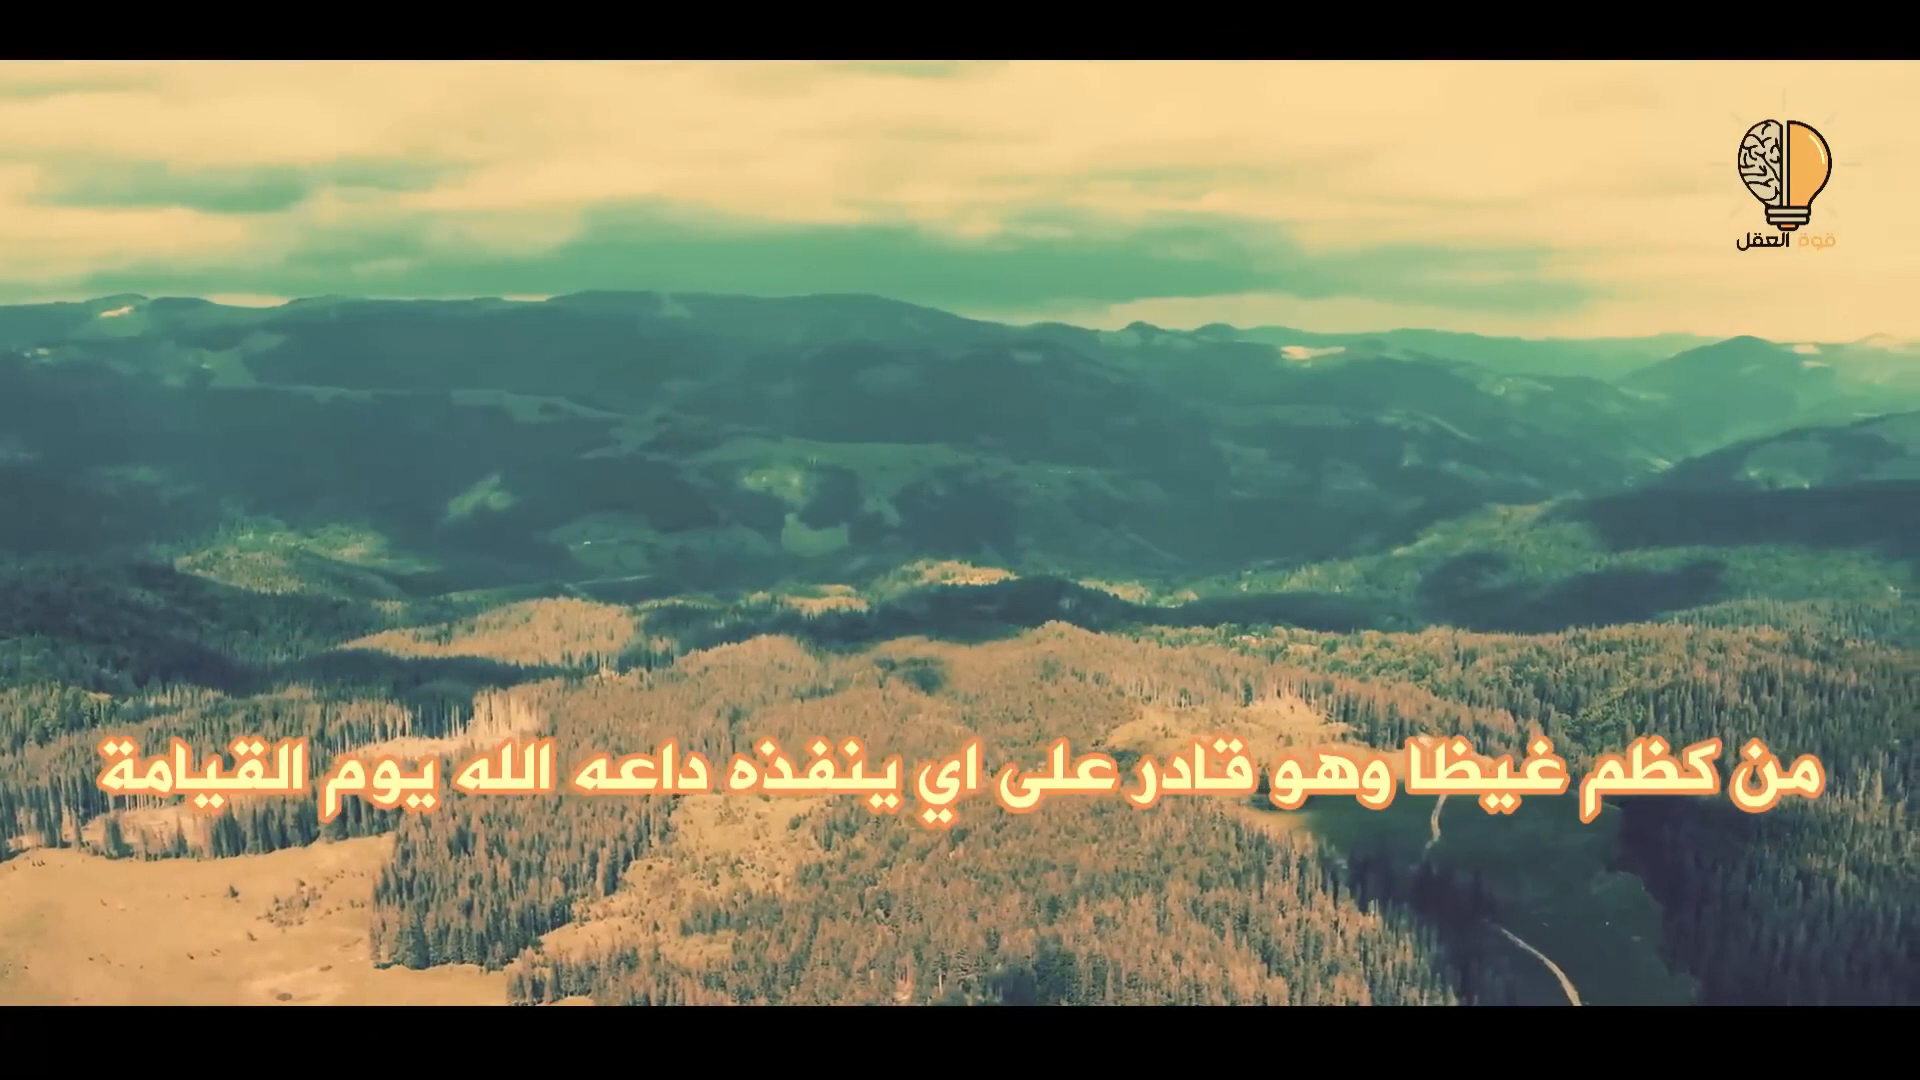 قوة العقل
من كظم غيظا وهو قادر على اي ينفذه داعه الله يوم القيامة